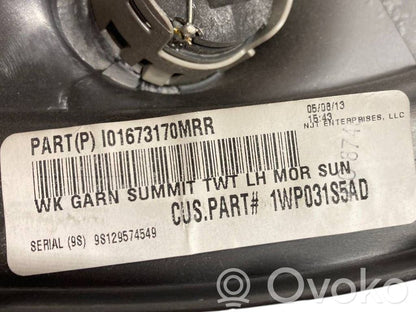 PART(P) I01673170MRR
05/08/13
15:43
NJT ENTERPRISES, LLC
WK GARN SUMMIT TWT LH MOR SUN
CUS.PART# 1WP031S5AD
SERIAL (9S) 9S129574549
OVOKO